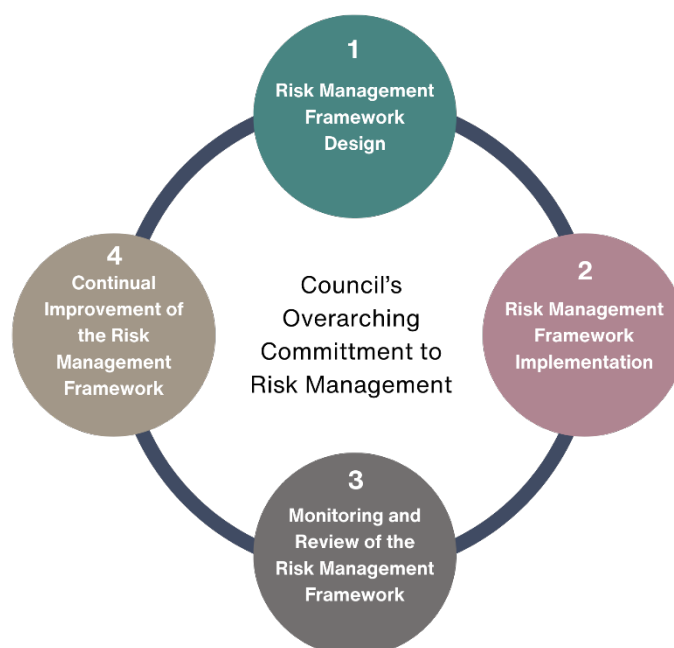 1
Risk Management
Framework
Design
2
Risk Management
Framework
Implementation
3
Monitoring and
Review of the
Risk Management
Framework
4
Continual
Improvement of
the Risk
Management
Framework
Council's
Overarching
Committment to
Risk Management